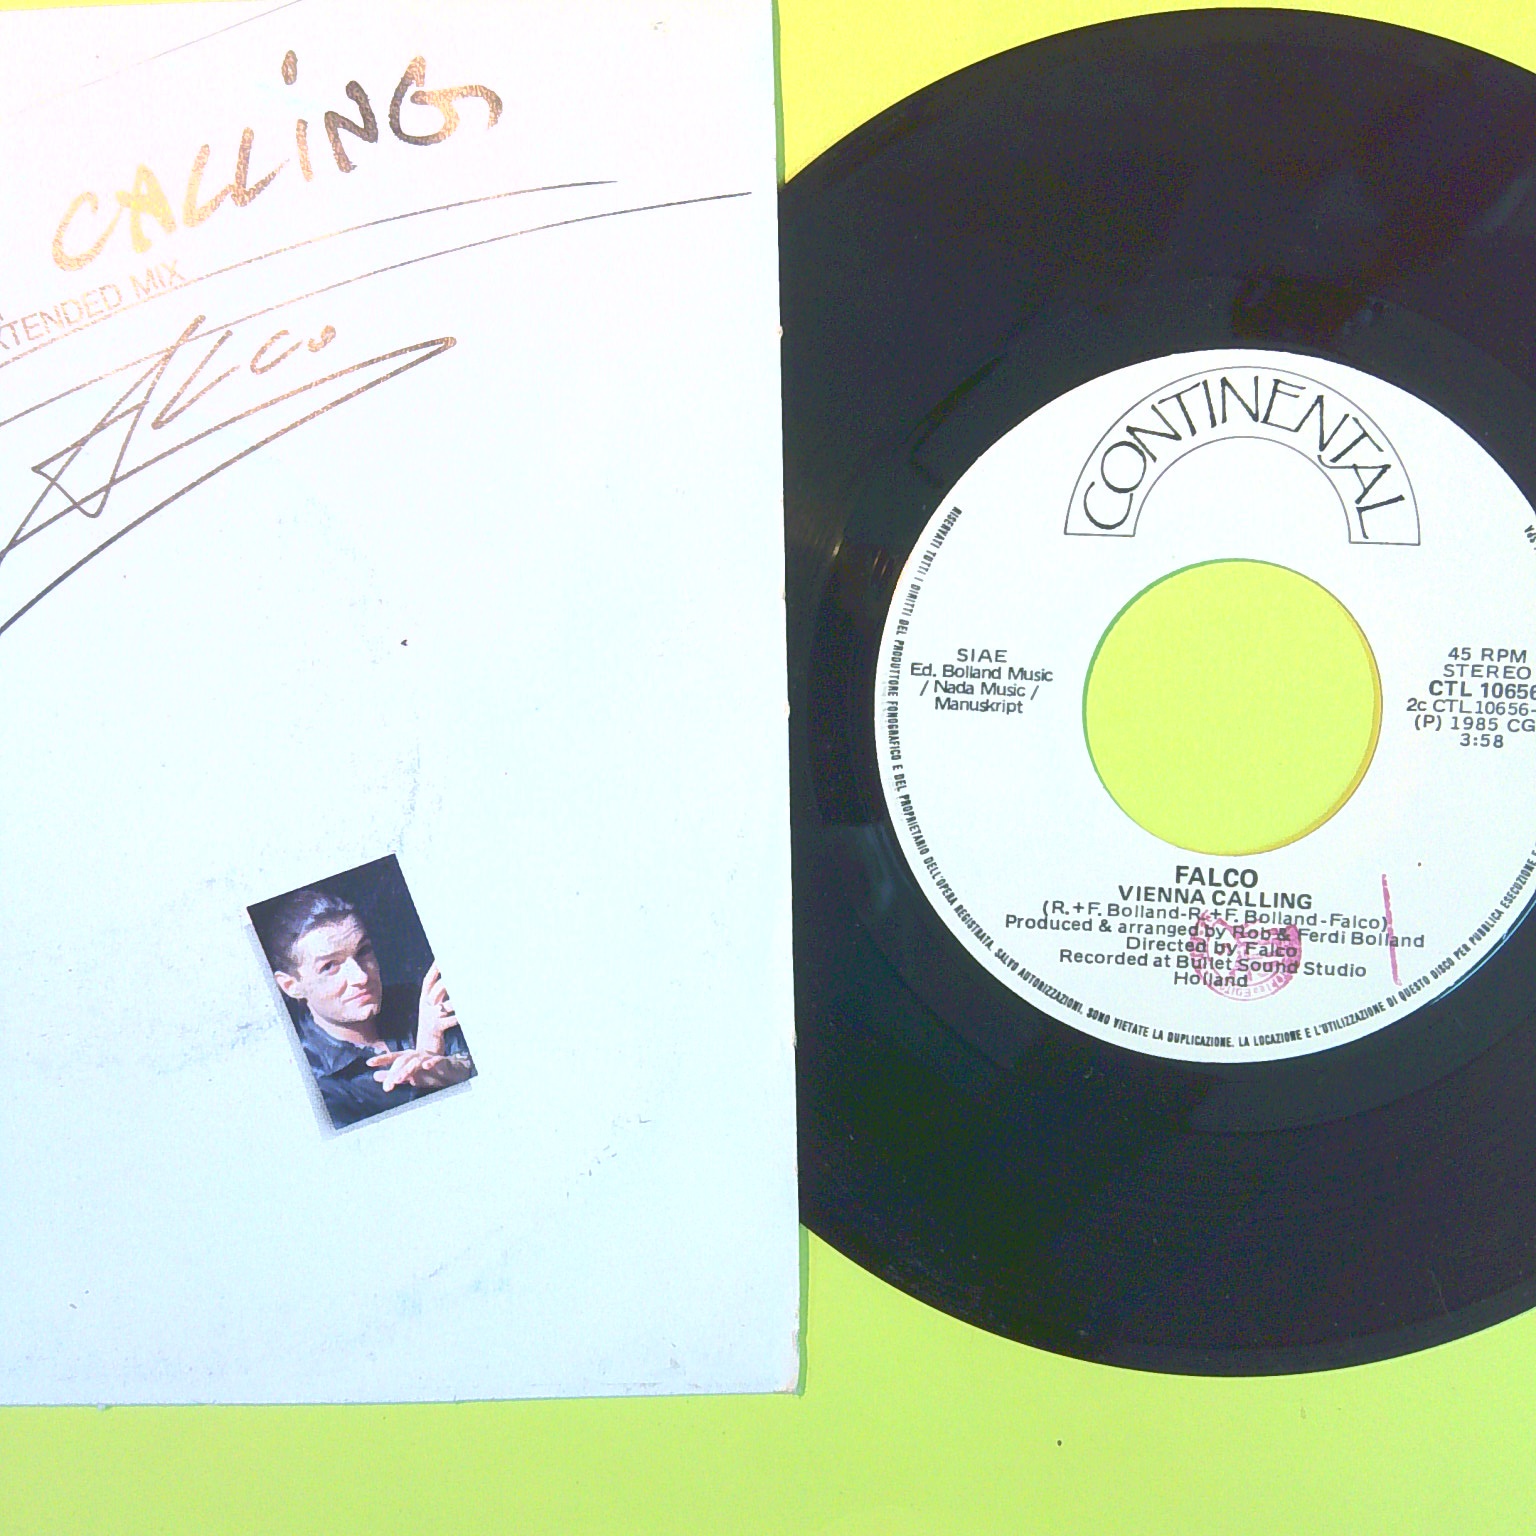 CALLING
EXTENDED MIX
Falco
CONTINENTAL
SIAE
Ed. Bolland Music
/ Nada Music /
Manuskript
45 RPM
STEREO
CTL 10656
2c CTL 10656-
(P) 1985 CG
3:58
FALCO
VIENNA CALLING
(R.+F. Bolland-R.+F. Bolland-Falco)
Produced & arranged by Rob & Ferdi Bolland
Directed by Falco
Recorded at Bullet Sound Studio
Holland
RISERVATI TUTTI I DIRITTI DEL PRODUTTORE FONOGRAFICO E DEL PROPRIETARIO DELL'OPERA REGISTRATA. SALVO AUTORIZZAZIONI, SONO VIETATE LA DUPLICAZIONE, LA LOCAZIONE E L'UTILIZZAZIONE DI QUESTO DISCO PER PUBBLICA ESECUZIONE E